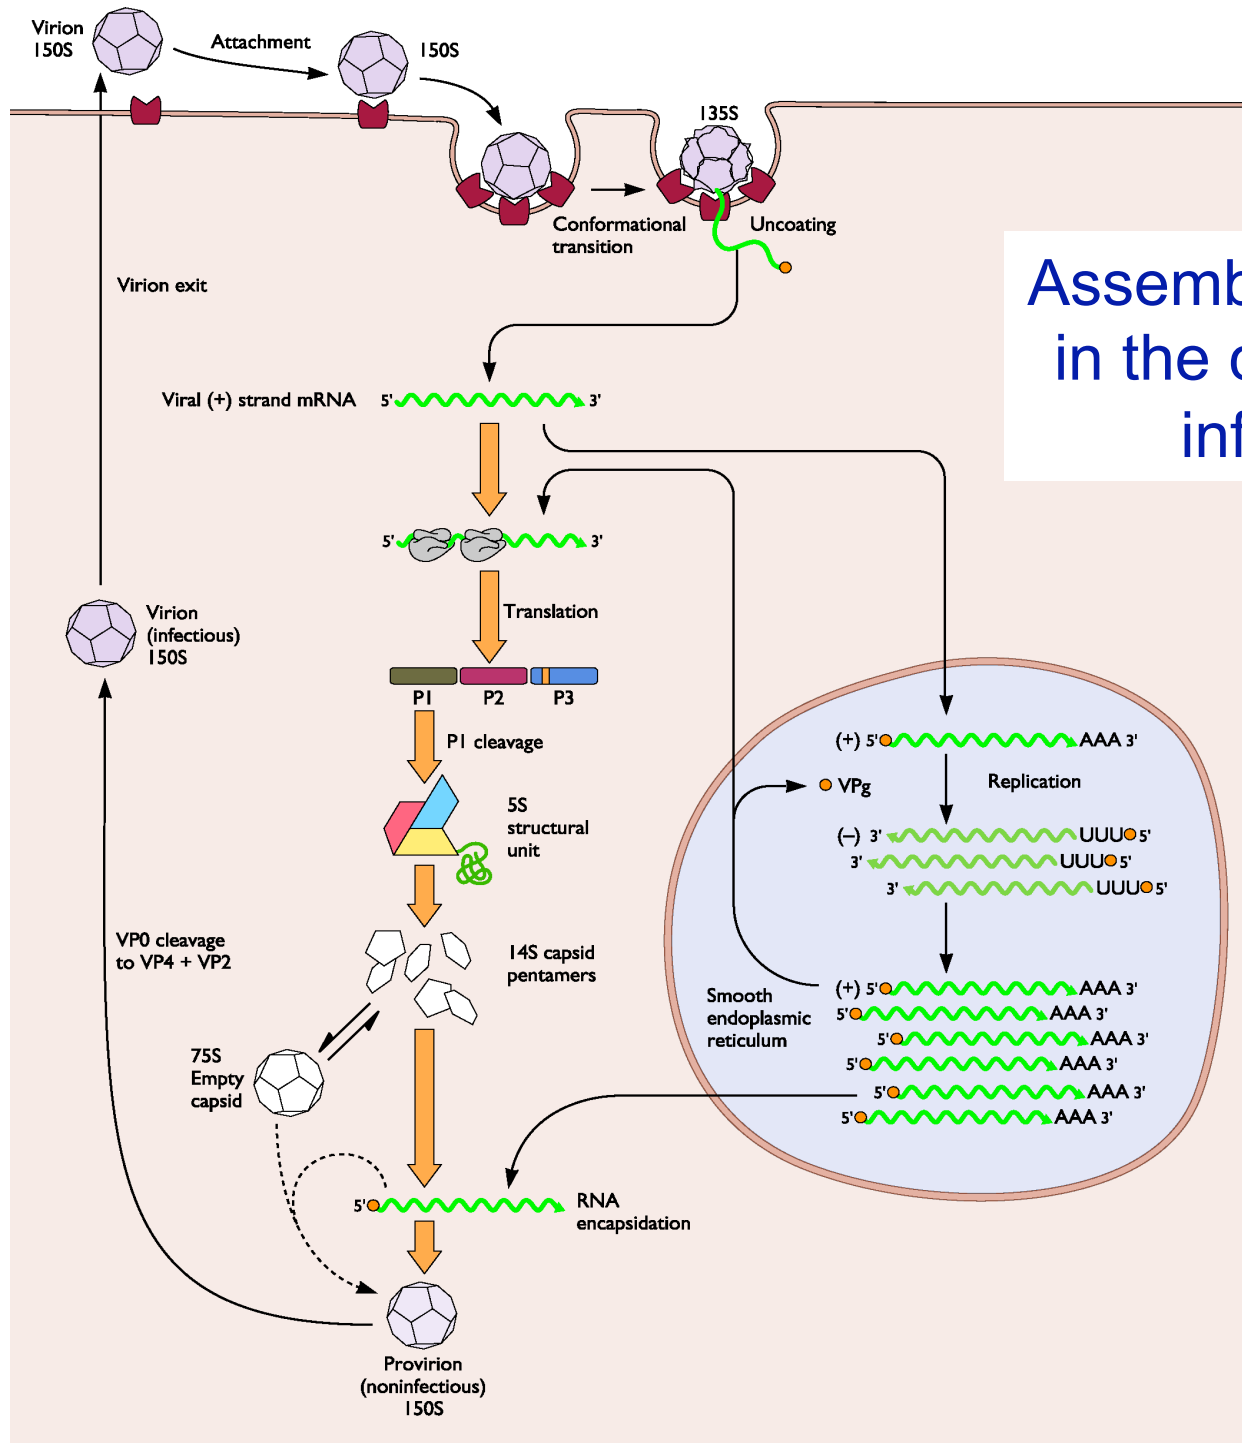 Virion
150S
Attachment
150S
135S
Conformational
transition
Uncoating
Virion exit
Assemb
in the
inf
Viral (+) strand mRNA
5' 3'
5' 3'
Translation
Virion
(infectious)
150S
P1 P2 P3
P1 cleavage
5S
structural
unit
(+) 5' AAA 3'
VPg
Replication
(–) 3' UUU 5'
3' UUU 5'
3' UUU 5'
VP0 cleavage
to VP4 + VP2
14S capsid
pentamers
Smooth
endoplasmic
reticulum
(+) 5' AAA 3'
5' AAA 3'
5' AAA 3'
5' AAA 3'
5' AAA 3'
5' AAA 3'
75S
Empty
capsid
5'
RNA
encapsidation
Provirion
(noninfectious)
150S